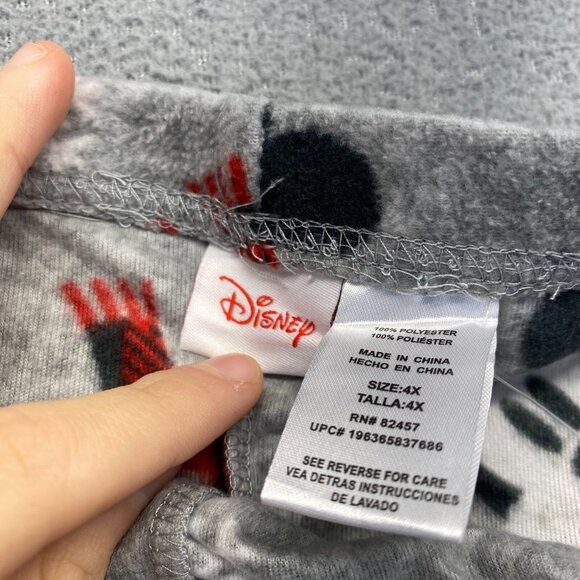 Disney
100% POLYESTER
100% POLIÉSTER
MADE IN CHINA
HECHO EN CHINA
SIZE:4X
TALLA:4X
RN# 82457
UPC# 196365837686
SEE REVERSE FOR CARE
VEA DETRAS INSTRUCCIONES
DE LAVADO